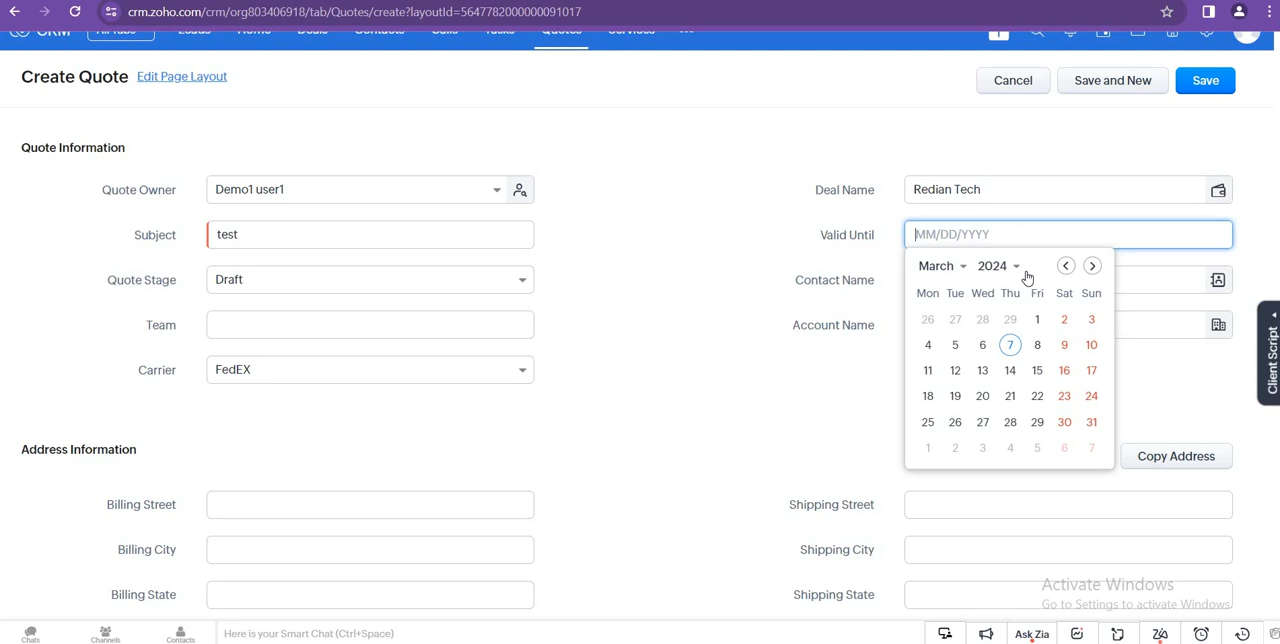 crm.zoho.com/crm/org803406918/tab/Quotes/create?layoutId=5647782000000091017
CRM All Tabs Leads Home Deals Contacts Calls Tasks Quotes Services ...
Create Quote Edit Page Layout Cancel Save and New Save
Quote Information
Quote Owner Demo1 user1 Deal Name Redian Tech
Subject test Valid Until MM/DD/YYYY
Quote Stage Draft Contact Name
Team Account Name
Carrier FedEX
March 2024
Mon Tue Wed Thu Fri Sat Sun
26 27 28 29 1 2 3
4 5 6 7 8 9 10
11 12 13 14 15 16 17
18 19 20 21 22 23 24
25 26 27 28 29 30 31
1 2 3 4 5 6 7
Client Script
Address Information Copy Address
Billing Street Shipping Street
Billing City Shipping City
Billing State Shipping State
Activate Windows
Go to Settings to activate Windows.
Chats Channels Contacts Here is your Smart Chat (Ctrl+Space) Ask Zia